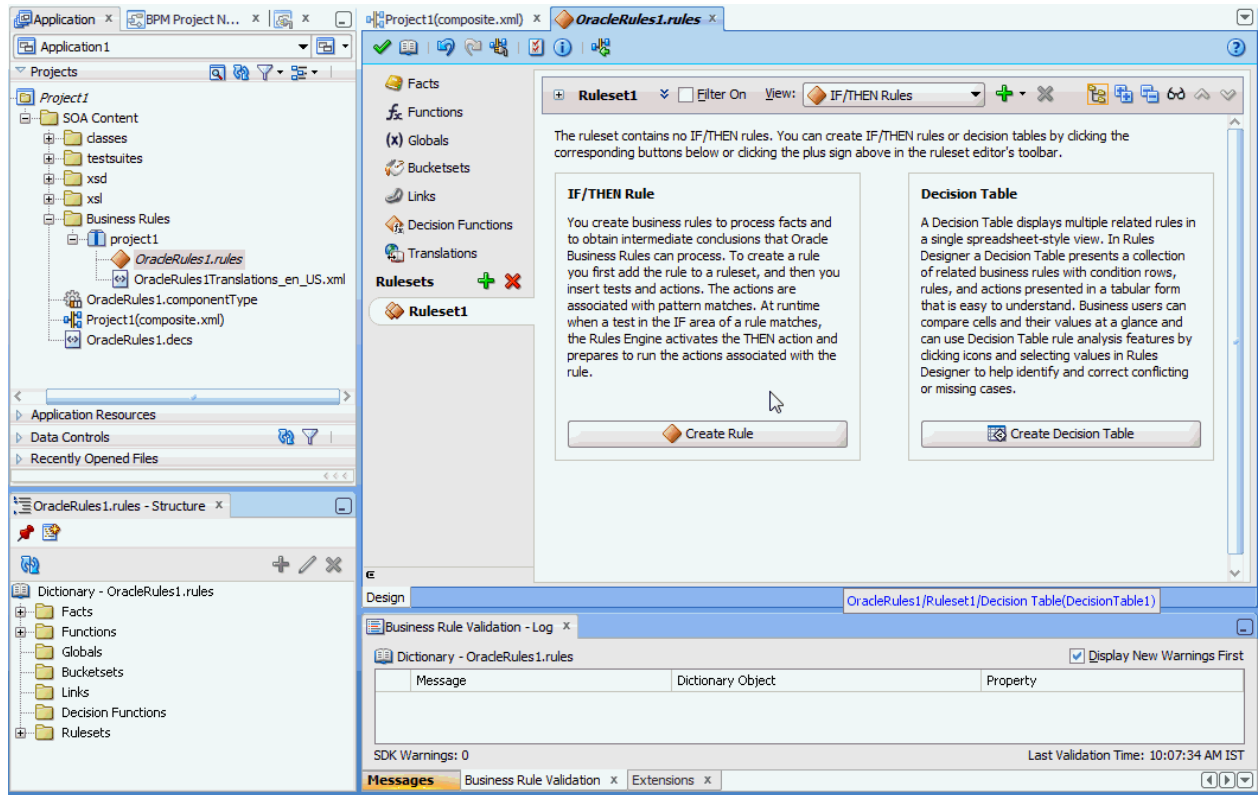 Application x BPM Project N... x x
Application1
Projects
Project1
SOA Content
classes
testsuites
xsd
xsl
Business Rules
project1
OracleRules1.rules
OracleRules1Translations_en_US.xml
OracleRules1.componentType
Project1(composite.xml)
OracleRules1.decs
Application Resources
Data Controls
Recently Opened Files
OracleRules1.rules - Structure x
Dictionary - OracleRules1.rules
Facts
Functions
Globals
Bucketsets
Links
Decision Functions
Rulesets
Project1(composite.xml) x OracleRules1.rules x
Facts
Functions
Globals
Bucketsets
Links
Decision Functions
Translations
Rulesets
Ruleset1
Ruleset1 Filter On View: IF/THEN Rules
The ruleset contains no IF/THEN rules. You can create IF/THEN rules or decision tables by clicking the
corresponding buttons below or clicking the plus sign above in the ruleset editor's toolbar.
IF/THEN Rule
You create business rules to process facts and
to obtain intermediate conclusions that Oracle
Business Rules can process. To create a rule
you first add the rule to a ruleset, and then you
insert tests and actions. The actions are
associated with pattern matches. At runtime
when a test in the IF area of a rule matches,
the Rules Engine activates the THEN action and
prepares to run the actions associated with the
rule.
Create Rule
Decision Table
A Decision Table displays multiple related rules in
a single spreadsheet-style view. In Rules
Designer a Decision Table presents a collection
of related business rules with condition rows,
rules, and actions presented in a tabular form
that is easy to understand. Business users can
compare cells and their values at a glance and
can use Decision Table rule analysis features by
clicking icons and selecting values in Rules
Designer to help identify and correct conflicting
or missing cases.
Create Decision Table
Design
OracleRules1/Ruleset1/Decision Table(DecisionTable1)
Business Rule Validation - Log x
Dictionary - OracleRules1.rules Display New Warnings First
Message Dictionary Object Property
SDK Warnings: 0 Last Validation Time: 10:07:34 AM IST
Messages Business Rule Validation x Extensions x